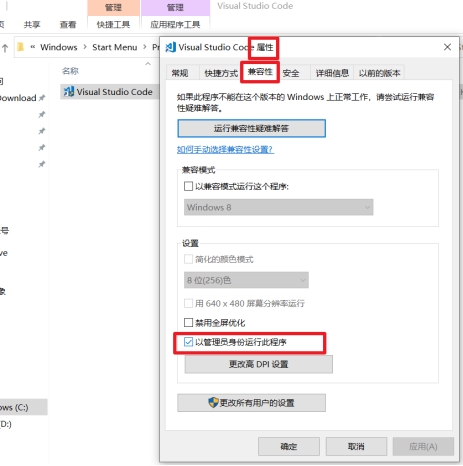 管理
管理
Visual Studio Code
共享
查看
快捷工具
应用程序工具
« Windows › Start Menu ›
名称
Visual Studio Code
Download
(C:)
(D:)
Visual Studio Code 属性
常规
快捷方式
兼容性
安全
详细信息
以前的版本
如果此程序不能在这个版本的 Windows 上正常工作，请尝试运行兼容
性疑难解答。
运行兼容性疑难解答
如何手动选择兼容性设置?
兼容模式
以兼容模式运行这个程序:
Windows 8
设置
简化的颜色模式
8 位(256)色
用 640 x 480 屏幕分辨率运行
禁用全屏优化
以管理员身份运行此程序
更改高 DPI 设置
更改所有用户的设置
确定
取消
应用(A)